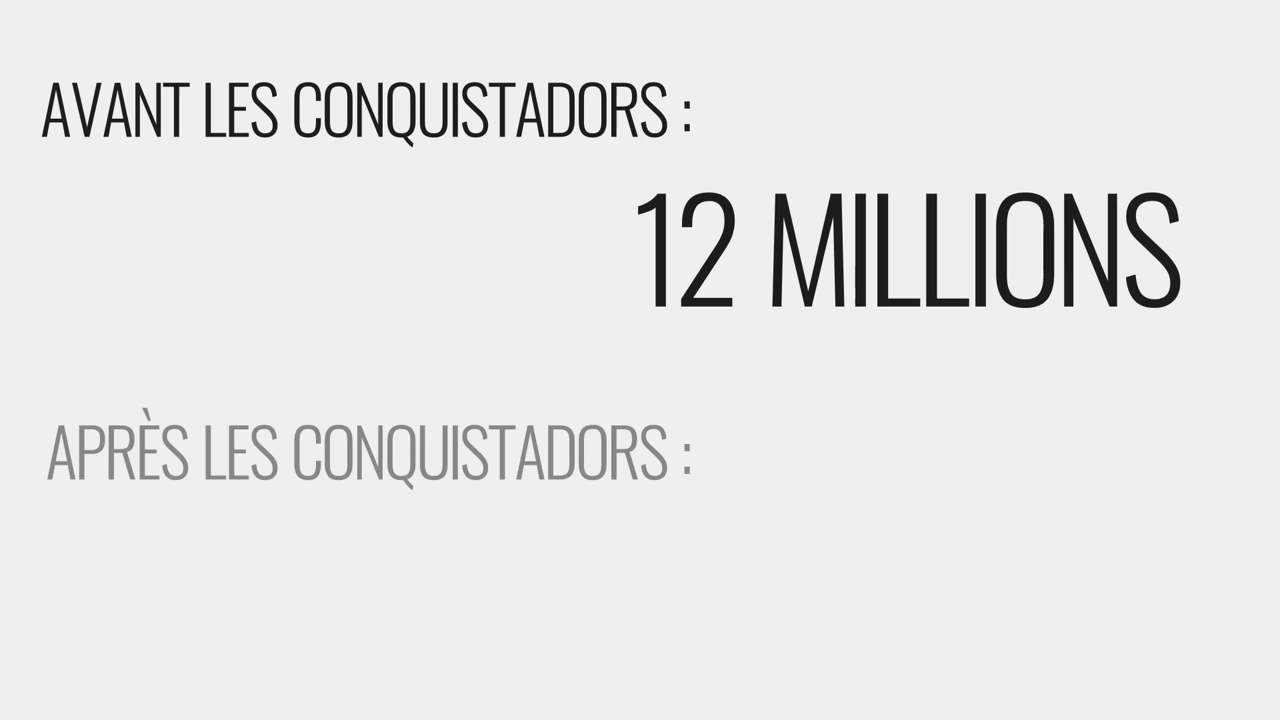 AVANT LES CONQUISTADORS :
12 MILLIONS
APRÈS LES CONQUISTADORS :